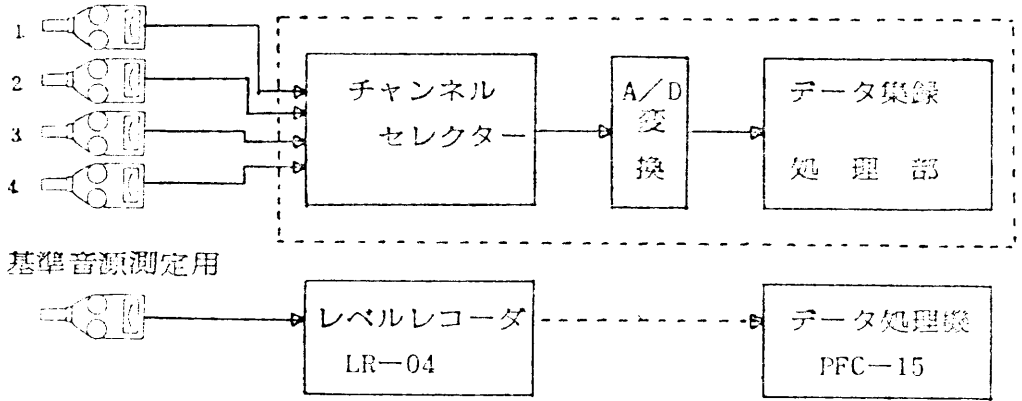 1
2
3
4
チャンネル
セレクター
A/D
変
換
データ集録
処理部
基準音源測定用
レベルレコーダ
LR—04
データ処理機
PFC—15